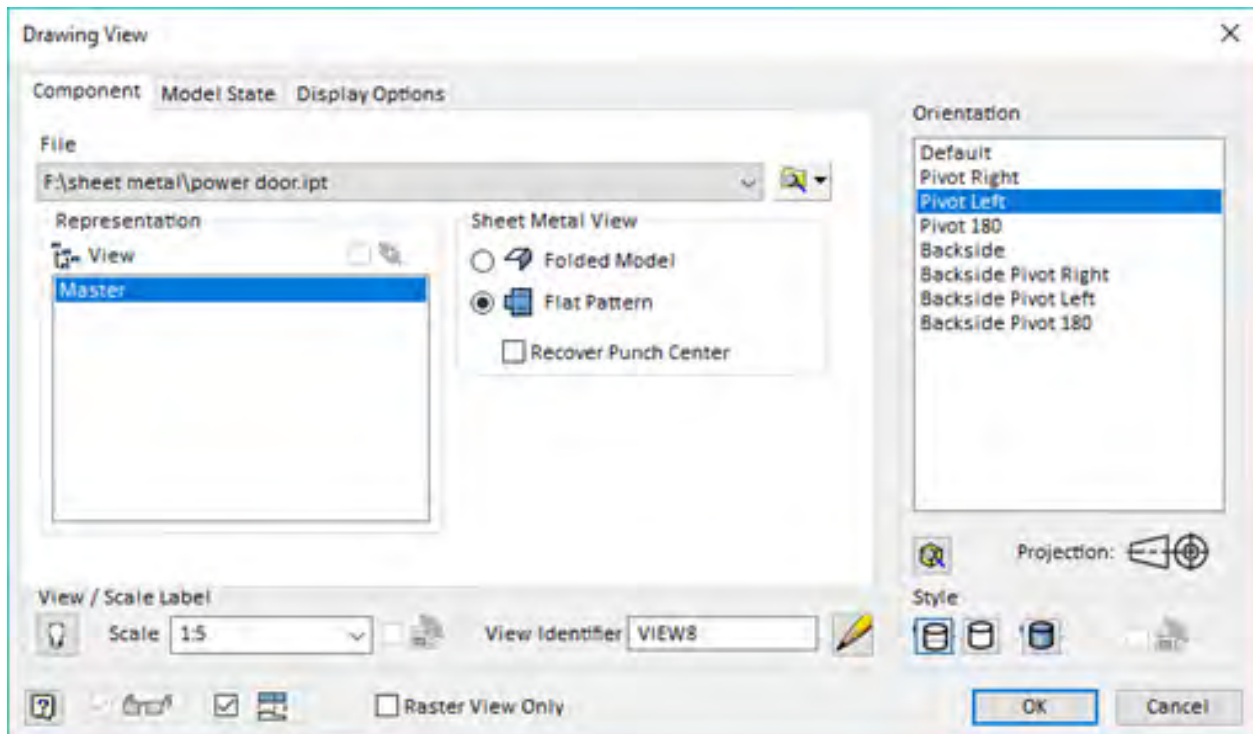 Drawing View
Component Model State Display Options
File
F:\sheet metal\power door.ipt
Representation
View
Master
Sheet Metal View
Folded Model
Flat Pattern
Recover Punch Center
Orientation
Default
Pivot Right
Pivot Left
Pivot 180
Backside
Backside Pivot Right
Backside Pivot Left
Backside Pivot 180
Projection:
View / Scale Label
Scale 1:5
View Identifier VIEW8
Style
Raster View Only
OK Cancel